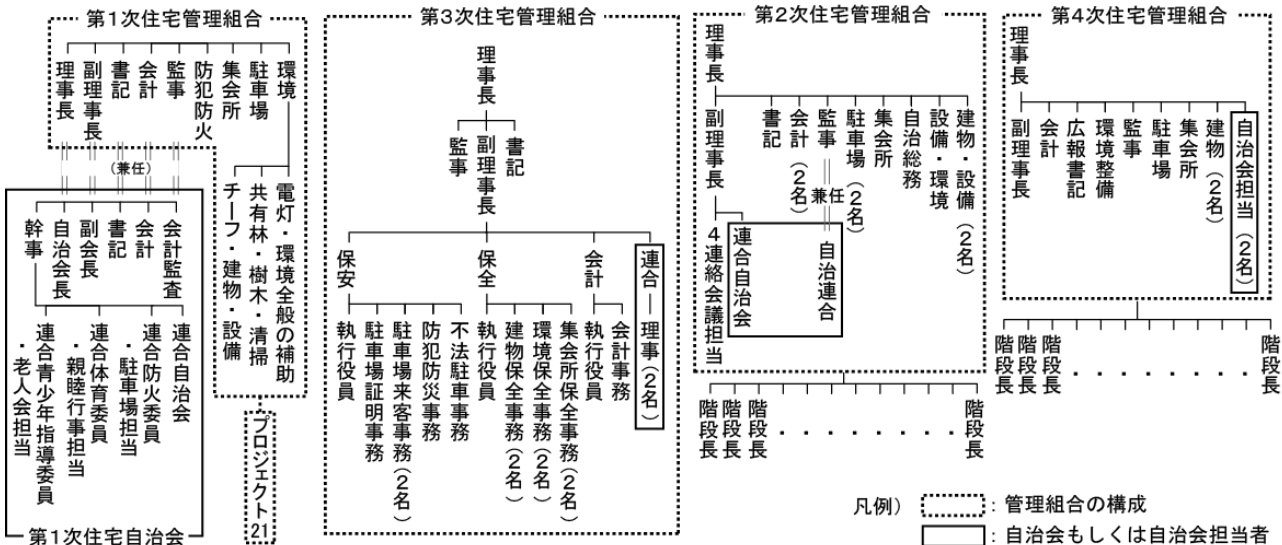 第1次住宅管理組合
理事長
副理事長
書記
会計
監事
防犯防火
集会所
駐車場
環境
(兼任)
幹事
自治会長
副会長
書記
会計
会計監査
連合青少年指導委員
・老人会担当
連合体育委員
・親睦行事担当
連合防火委員
・駐車場担当
連合自治会
チーフ・建物・設備
共有林・樹木・清掃
電灯・環境全般の補助
プロジェクト21
第1次住宅自治会
第3次住宅管理組合
理事長
監事
副理事長
書記
保安
保全
会計
連合
執行役員
駐車場証明事務
駐車場来客事務(2名)
防犯防災事務
不法駐車事務
執行役員
建物保全事務(2名)
環境保全事務(2名)
集会所保全事務(2名)
執行役員
会計事務
理事(2名)
第2次住宅管理組合
理事長
副理事長
書記
会計(2名)
監事
駐車場(2名)
集会所
自治総務
設備・環境
建物・設備(2名)
兼任
4連絡会議担当
連合自治会
自治連合
階段長
階段長
階段長
・・・・・・・・
階段長
第4次住宅管理組合
理事長
副理事長
会計
広報書記
環境整備
監事
駐車場
集会所
建物(2名)
自治会担当(2名)
階段長
階段長
階段長
・・・・・・・・
階段長
凡例)
:管理組合の構成
:自治会もしくは自治会担当者